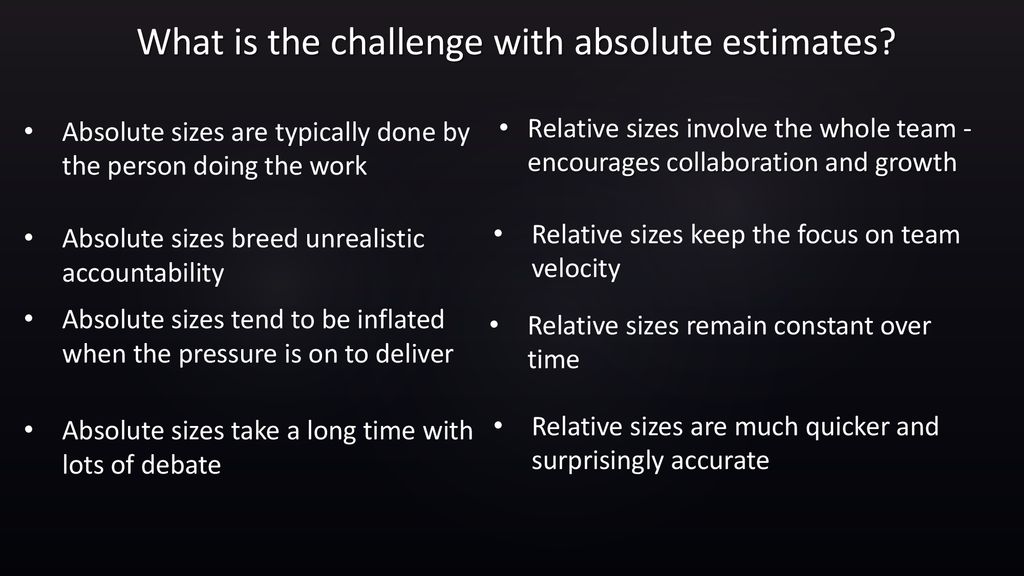 What is the challenge with absolute estimates?
• Absolute sizes are typically done by
the person doing the work
• Absolute sizes breed unrealistic
accountability
• Absolute sizes tend to be inflated
when the pressure is on to deliver
• Absolute sizes take a long time with
lots of debate
• Relative sizes involve the whole team -
encourages collaboration and growth
• Relative sizes keep the focus on team
velocity
• Relative sizes remain constant over
time
• Relative sizes are much quicker and
surprisingly accurate